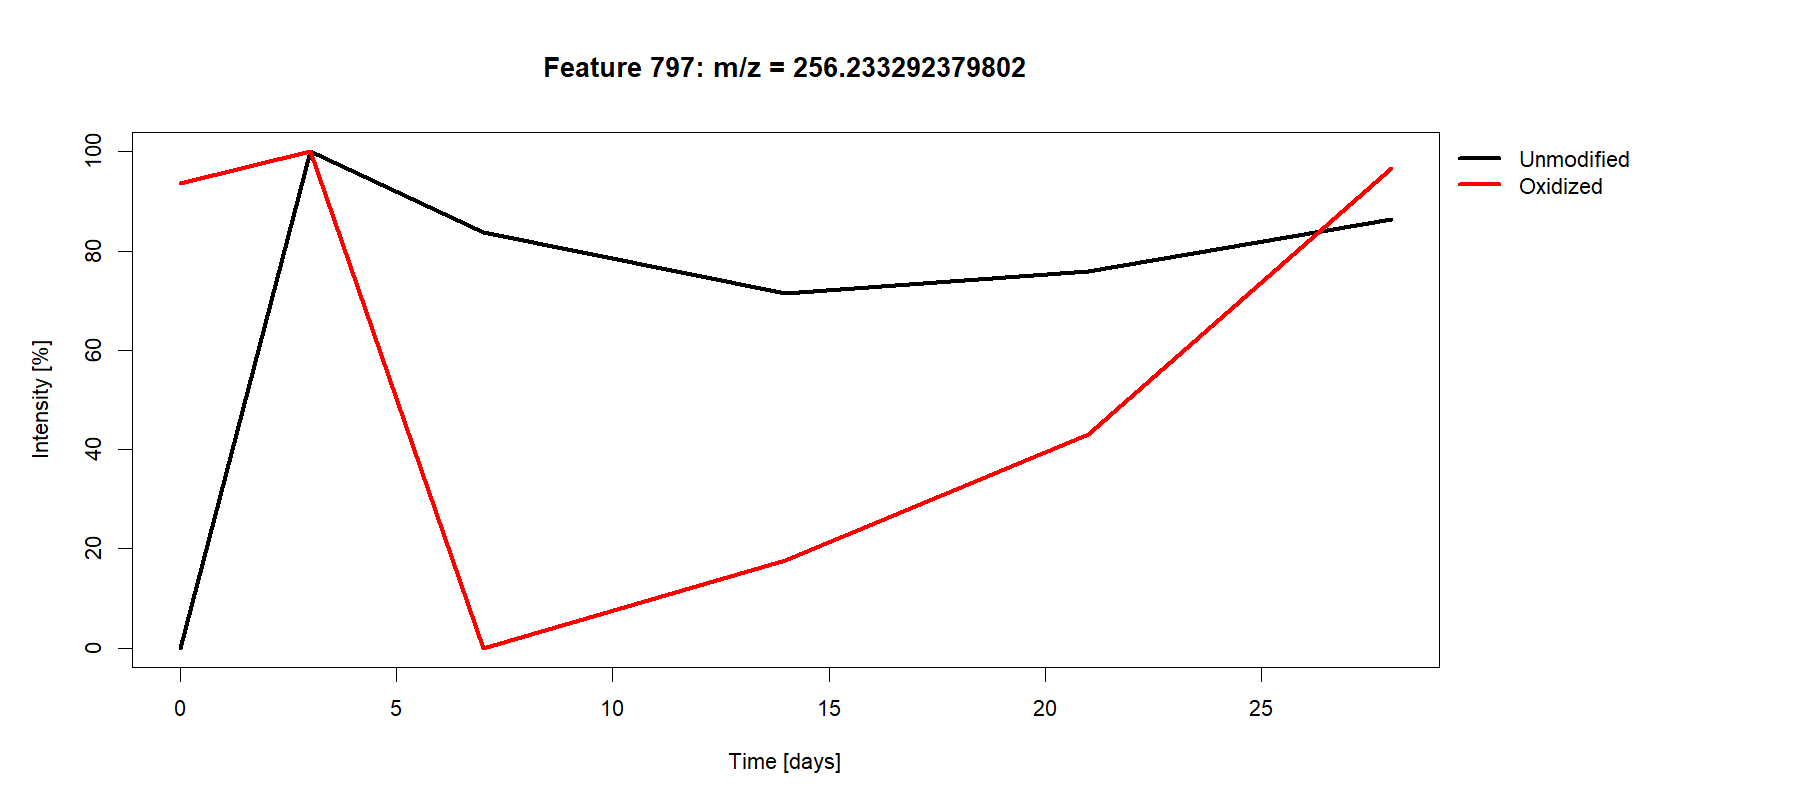 Feature 797: m/z = 256.233292379802
Unmodified
Oxidized
Intensity [%]
100
80
60
40
20
0
0 5 10 15 20 25
Time [days]